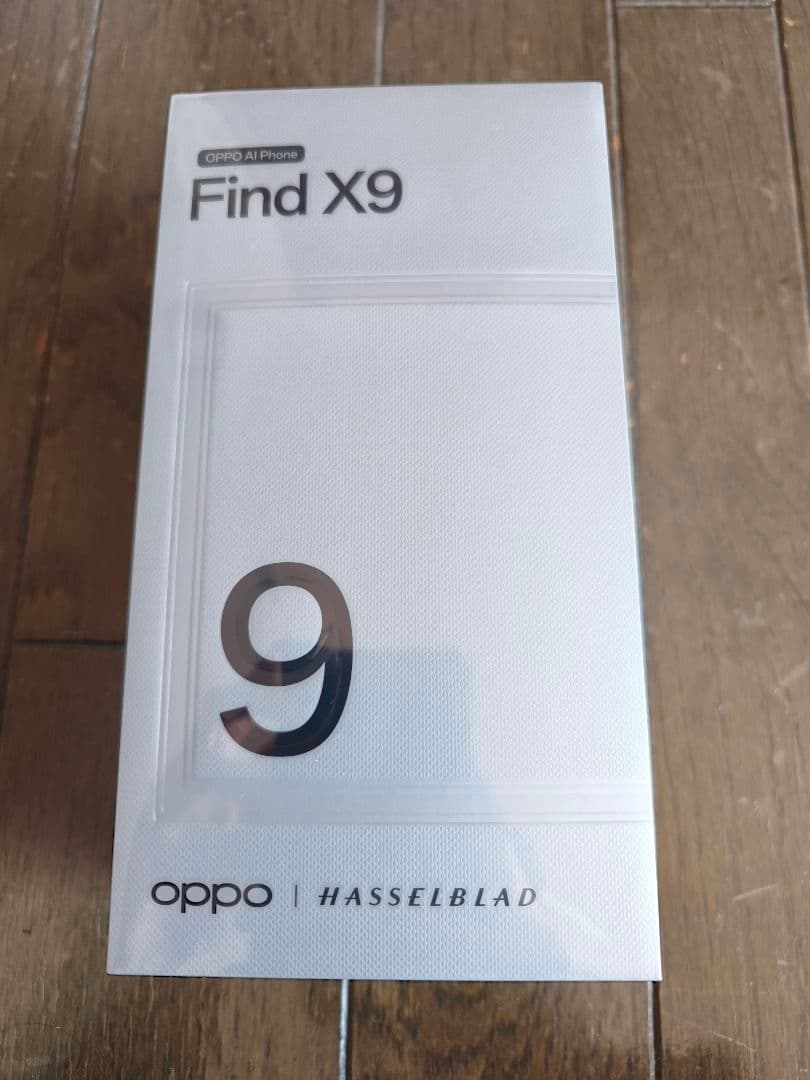 OPPO AI Phone
Find X9
9
oppo | HASSELBLAD